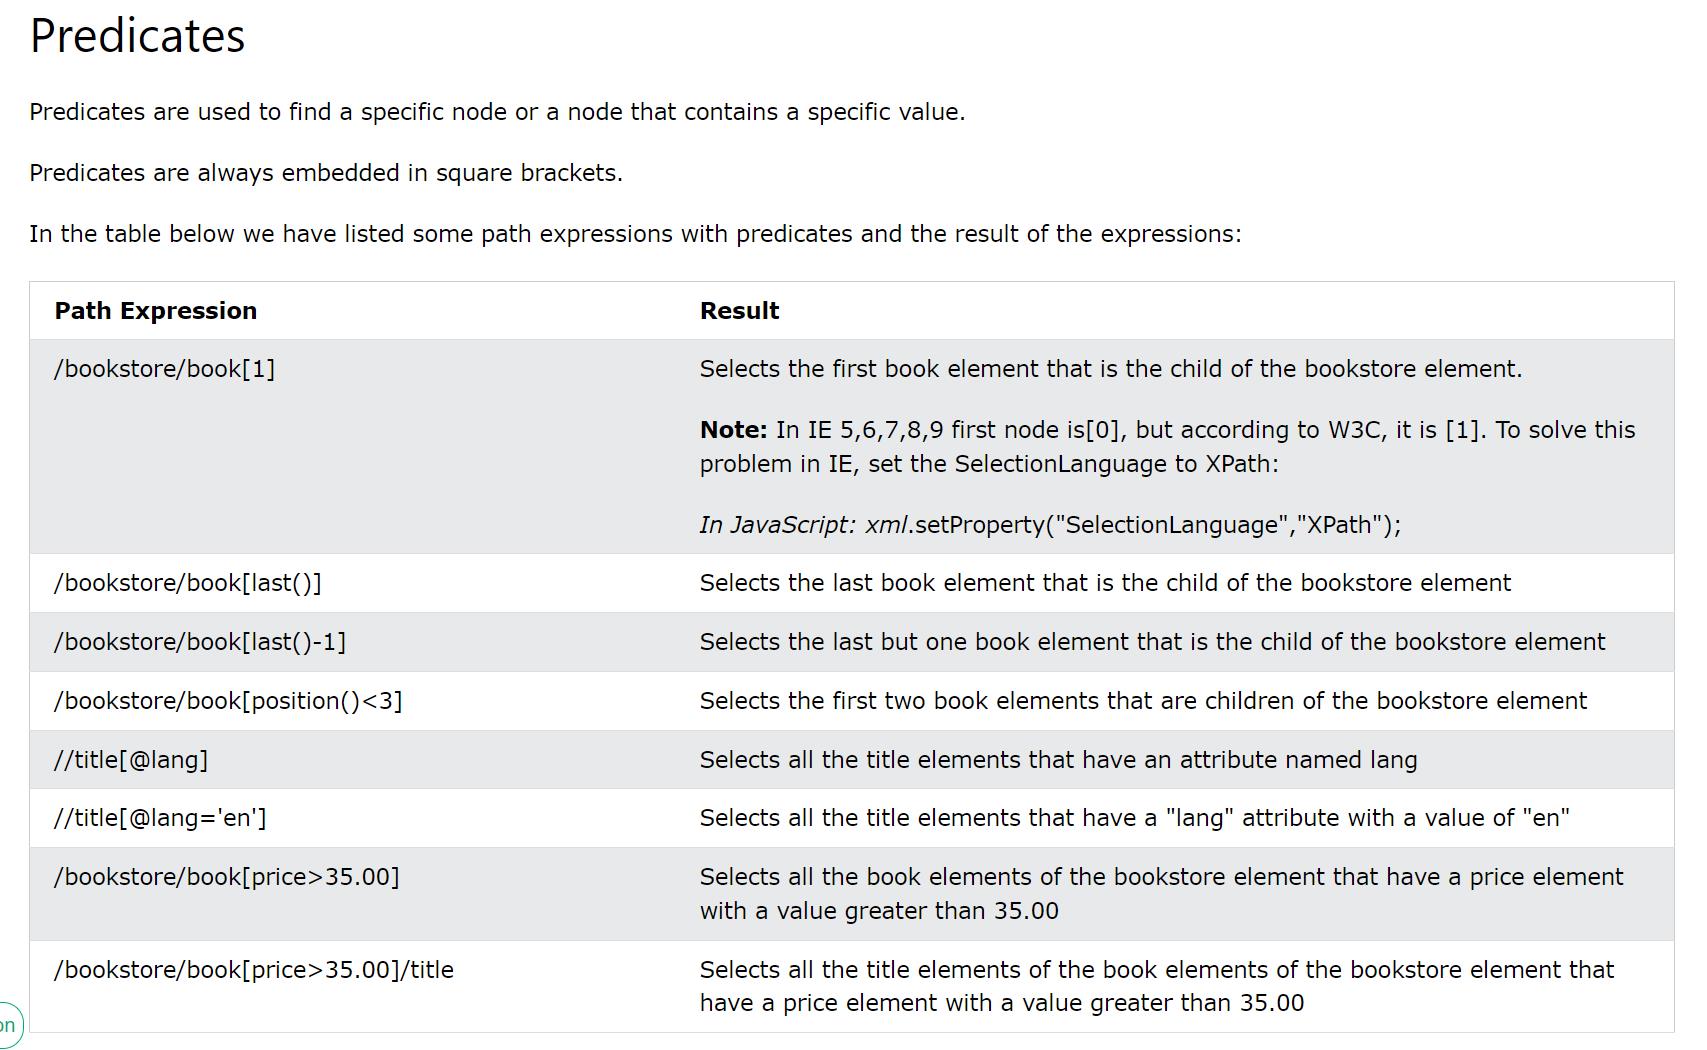 Predicates
Predicates are used to find a specific node or a node that contains a specific value.
Predicates are always embedded in square brackets.
In the table below we have listed some path expressions with predicates and the result of the expressions:
Path Expression Result
/bookstore/book[1] Selects the first book element that is the child of the bookstore element.
Note: In IE 5,6,7,8,9 first node is[0], but according to W3C, it is [1]. To solve this
problem in IE, set the SelectionLanguage to XPath:
In JavaScript: xml.setProperty("SelectionLanguage","XPath");
/bookstore/book[last()] Selects the last book element that is the child of the bookstore element
/bookstore/book[last()-1] Selects the last but one book element that is the child of the bookstore element
/bookstore/book[position()<3] Selects the first two book elements that are children of the bookstore element
//title[@lang] Selects all the title elements that have an attribute named lang
//title[@lang='en'] Selects all the title elements that have a "lang" attribute with a value of "en"
/bookstore/book[price>35.00] Selects all the book elements of the bookstore element that have a price element
with a value greater than 35.00
/bookstore/book[price>35.00]/title Selects all the title elements of the book elements of the bookstore element that
have a price element with a value greater than 35.00